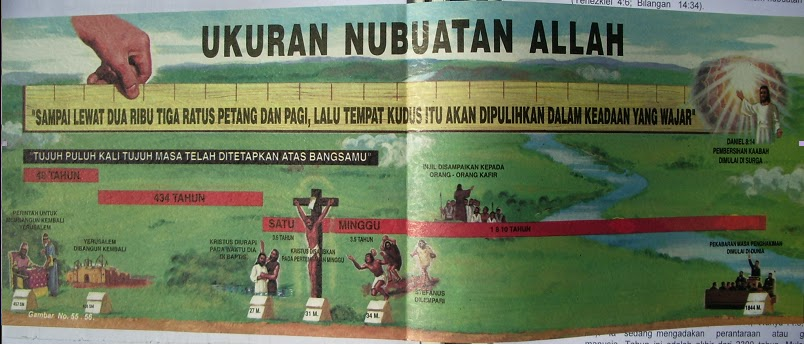 (Yehezkiel 4:6; Bilangan 14:34).
UKURAN NUBUATAN ALLAH
"SAMPAI LEWAT DUA RIBU TIGA RATUS PETANG DAN PAGI, LALU TEMPAT KUDUS ITU AKAN DIPULIHKAN DALAM KEADAAN YANG WAJAR"
DANIEL 8:14
PEMBERSIHAN KAABAH
DIMULAI DI SURGA
"TUJUH PULUH KALI TUJUH MASA TELAH DITETAPKAN ATAS BANGSAMU"
TAHUN
434 TAHUN
INJIL DISAMPAIKAN KEPADA
ORANG - ORANG KAFIR
SATU MINGGU
3.5 TAHUN
3.5 TAHUN
1810 TAHUN
PERINTAH UNTUK
MEMBANGUN KEMBALI
YERUSALEM
YERUSALEM
DIBANGUN KEMBALI
KRISTUS DIURAPI
PADA WAKTU DIA
DI BAPTIS
KRISTUS DISALIBKAN
PADA PERTENGAHAN MINGGU
STEFANUS
DILEMPARI
PEKABARAN MASA PENGHAKIMAN
DIMULAI DI DUNIA
457 SM
27 M.
31 M.
34 M.
1844 M.
Gambar No. 55 - 56.
sedang mengadakan perantaraan atau